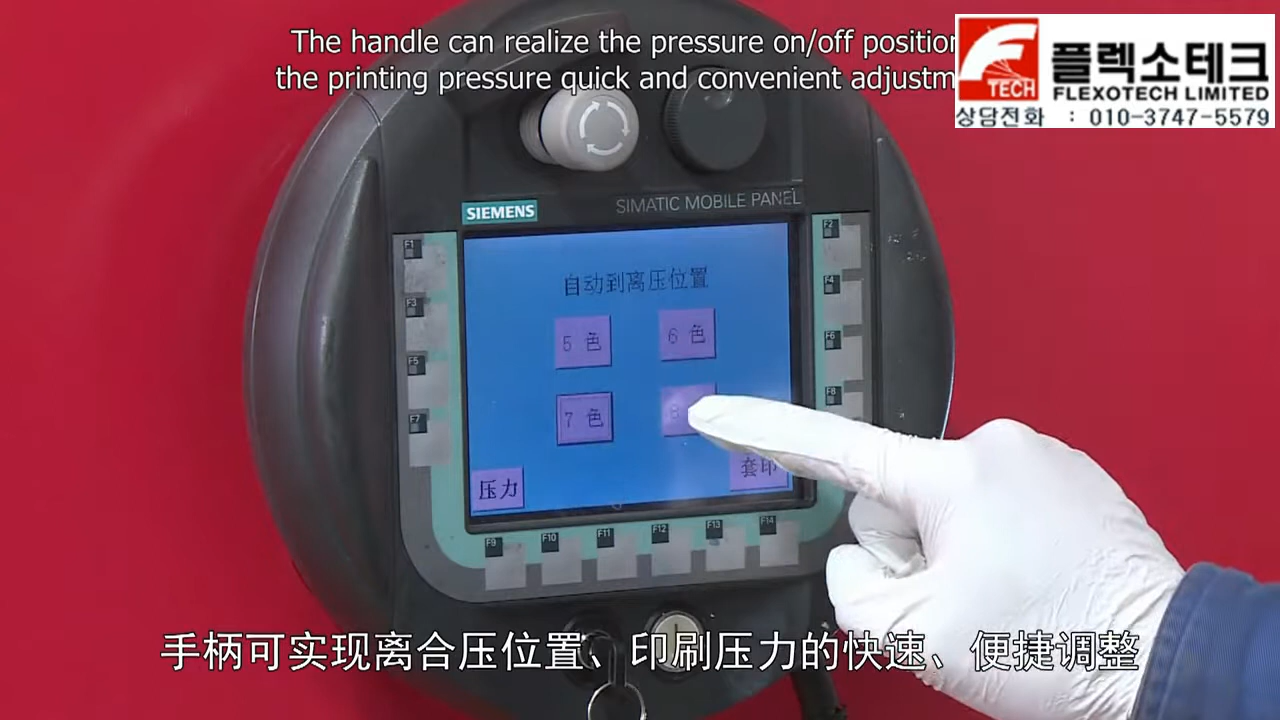 The handle can realize the pressure on/off position
the printing pressure quick and convenient adjustm
TECH
플렉소테크
FLEXOTECH LIMITED
상담전화 : 010-3747-5579
SIEMENS
SIMATIC MOBILE PANEL
F1
F2
F3
F4
F5
F6
F7
F8
自动到离压位置
5 色
6 色
7 色
8
压力
套印
F9
F10
F11
F12
F13
F14
手柄可实现离合压位置、印刷压力的快速、便捷调整